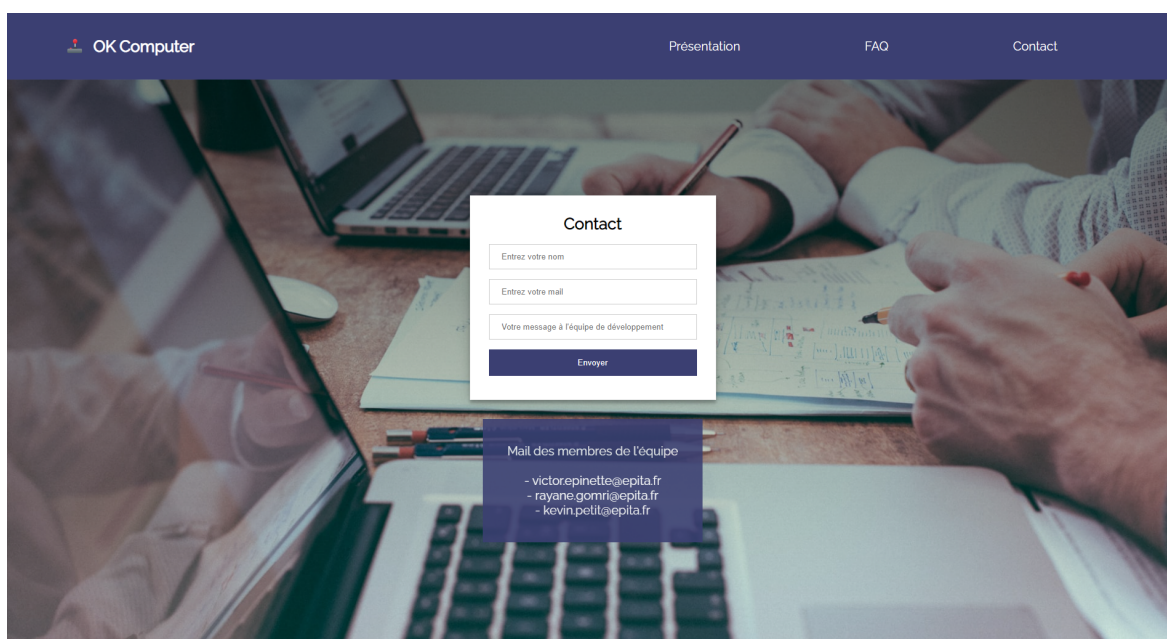 OK Computer
Présentation
FAQ
Contact
Contact
Entrez votre nom
Entrez votre mail
Votre message à l'équipe de développement
Envoyer
Mail des membres de l'équipe
- victor.epinette@epita.fr
- rayane.gomri@epita.fr
- kevin.petit@epita.fr